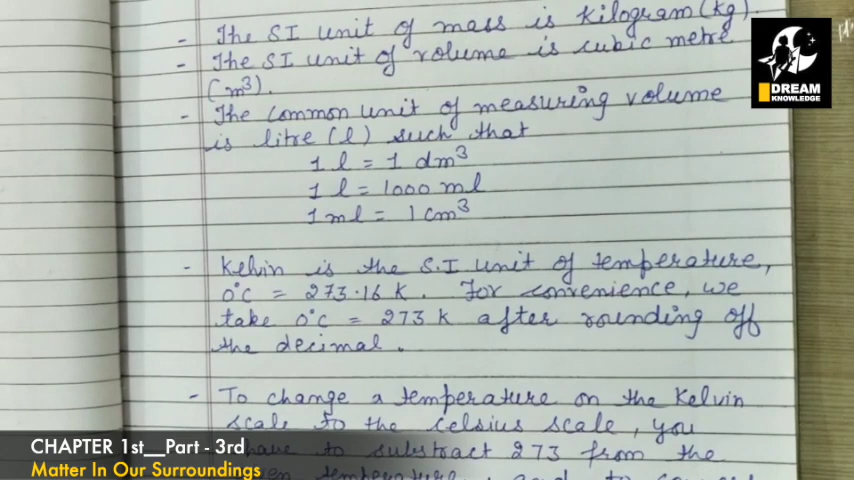 - The SI unit of mass is kilogram (kg).
- The SI unit of volume is cubic metre
(m³).
- The common unit of measuring volume
is litre (l) such that
1 l = 1 dm³
1 l = 1000 ml
1 ml = 1 cm³
- Kelvin is the S.I unit of temperature,
0°C = 273.16 K. For convenience, we
take 0°C = 273 K after rounding off
the decimal.
- To change a temperature on the Kelvin
scale to the Celsius scale, you
have to substract 273 from the
temperature, and to
DREAM
KNOWLEDGE
CHAPTER 1st__Part - 3rd
Matter In Our Surroundings